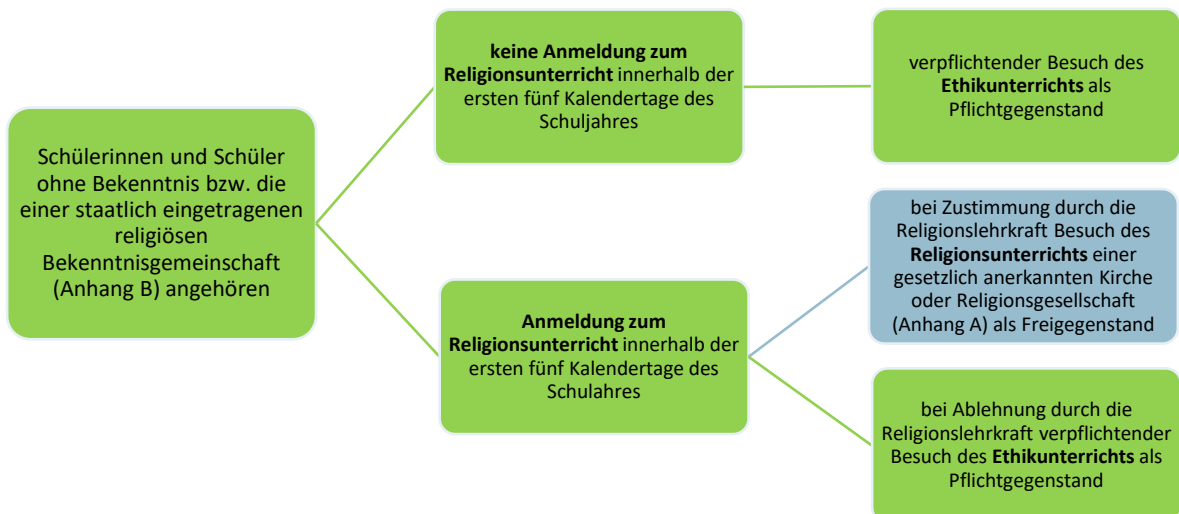 Schülerinnen und Schüler
ohne Bekenntnis bzw. die
einer staatlich eingetragenen
religiösen
Bekenntnisgemeinschaft
(Anhang B) angehören
keine Anmeldung zum
Religionsunterricht innerhalb der
ersten fünf Kalendertage des
Schuljahres
verpflichtender Besuch des
Ethikunterrichts als
Pflichtgegenstand
Anmeldung zum
Religionsunterricht innerhalb der
ersten fünf Kalendertage des
Schulahres
bei Zustimmung durch die
Religionslehrkraft Besuch des
Religionsunterrichts einer
gesetzlich anerkannten Kirche
oder Religionsgesellschaft
(Anhang A) als Freigegenstand
bei Ablehnung durch die
Religionslehrkraft verpflichtender
Besuch des Ethikunterrichts als
Pflichtgegenstand